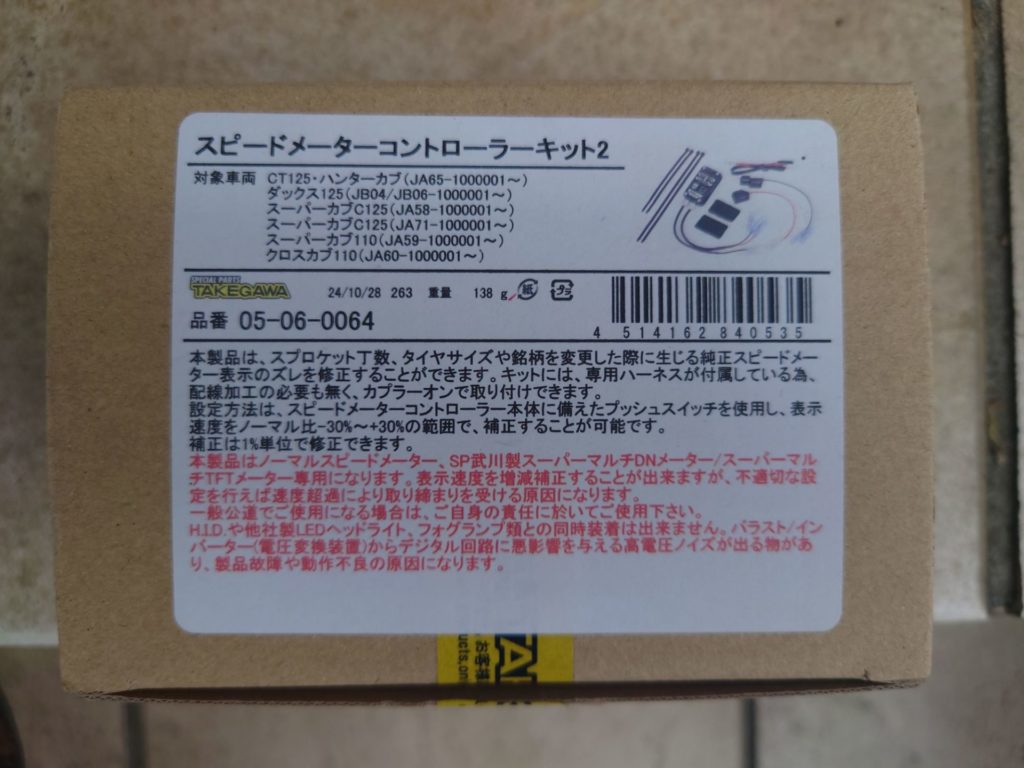 スピードメーターコントローラーキット2
対象車両 CT125・ハンターカブ(JA65-1000001～)
ダックス125(JB04/JB06-1000001～)
スーパーカブC125(JA58-1000001～)
スーパーカブC125(JA71-1000001～)
スーパーカブ110(JA59-1000001～)
クロスカブ110(JA60-1000001～)
SPECIAL PARTS
TAKEGAWA 24/10/28 263 重量 138 g 紙 プラ
品番 05-06-0064
4 514162 840535
本製品は、スプロケット丁数、タイヤサイズや銘柄を変更した際に生じる純正スピードメー
ター表示のズレを修正することができます。キットには、専用ハーネスが付属している為、
配線加工の必要も無く、カプラーオンで取り付けできます。
設定方法は、スピードメーターコントローラー本体に備えたプッシュスイッチを使用し、表示
速度をノーマル比-30%～+30%の範囲で、補正することが可能です。
補正は1%単位で修正できます。
本製品はノーマルスピードメーター、SP武川製スーパーマルチDNメーター/スーパーマル
チTFTメーター専用になります。表示速度を増減補正することが出来ますが、不適切な設
定を行えば速度超過により取り締まりを受ける原因になります。
一般公道でご使用になる場合は、ご自身の責任に於いてご使用下さい。
H.I.D.や他社製LEDヘッドライト、フォグランプ類との同時装着は出来ません。バラスト/イン
バーター(電圧変換装置)からデジタル回路に悪影響を与える高電圧ノイズが出る物があ
り、製品故障や動作不良の原因になります。
TA
お客様
ucts.on